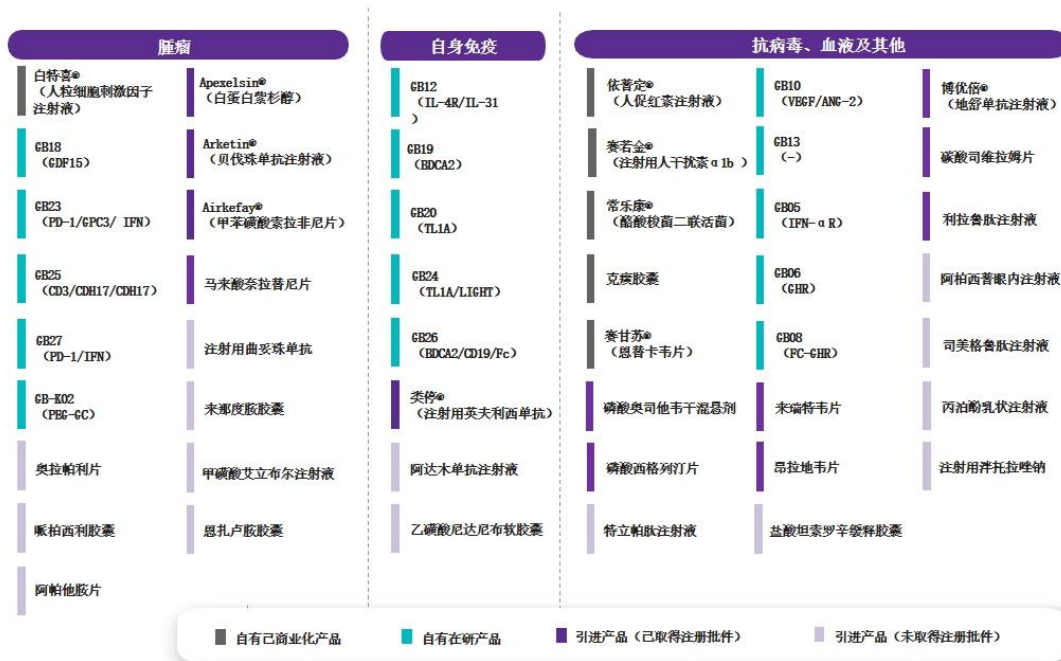 腫瘤
白特喜®
（人粒细胞刺激因子
注射液）
GB18
（GDF15）
GB23
（PD-1/GPC3/ IFN）
GB25
（CD3/CDH17/CDH17）
GB27
（PD-1/IFN）
GB-K02
（PEG-GC）
奥拉帕利片
哌柏西利胶囊
阿帕他胺片
Apexelsin®
（白蛋白紫杉醇）
Arketin®
（贝伐珠单抗注射液）
Airkefay®
（甲苯磺酸索拉非尼片）
马来酸奈拉替尼片
注射用曲妥珠单抗
来那度胺胶囊
甲磺酸艾立布尔注射液
恩扎卢胺胶囊
自身免疫
GB12
（IL-4R/IL-31
）
GB19
（BDCA2）
GB20
（TL1A）
GB24
（TL1A/LIGHT）
GB26
（BDCA2/CD19/Fc）
类停®
（注射用英夫利西单抗）
阿达木单抗注射液
乙磺酸尼达尼布软胶囊
抗病毒、血液及其他
依普定®
（人促红素注射液）
赛若金®
（注射用人干扰素α1b ）
常乐康®
（酪酸梭菌二联活菌）
克癀胶囊
赛甘苏®
（恩替卡韦片）
磷酸奥司他韦干混悬剂
磷酸西格列汀片
特立帕肽注射液
GB10
（VEGF/ANG-2）
GB13
（-）
GB05
（IFN-αR）
GB06
（GHR）
GB08
（FC-GHR）
来瑞特韦片
昂拉地韦片
盐酸坦索罗辛缓释胶囊
博优倍®
（地舒单抗注射液）
碳酸司维拉姆片
利拉鲁肽注射液
阿柏西普眼内注射液
司美格鲁肽注射液
丙泊酚乳状注射液
注射用泮托拉唑钠
自有已商业化产品
自有在研产品
引进产品（已取得注册批件）
引进产品（未取得注册批件）